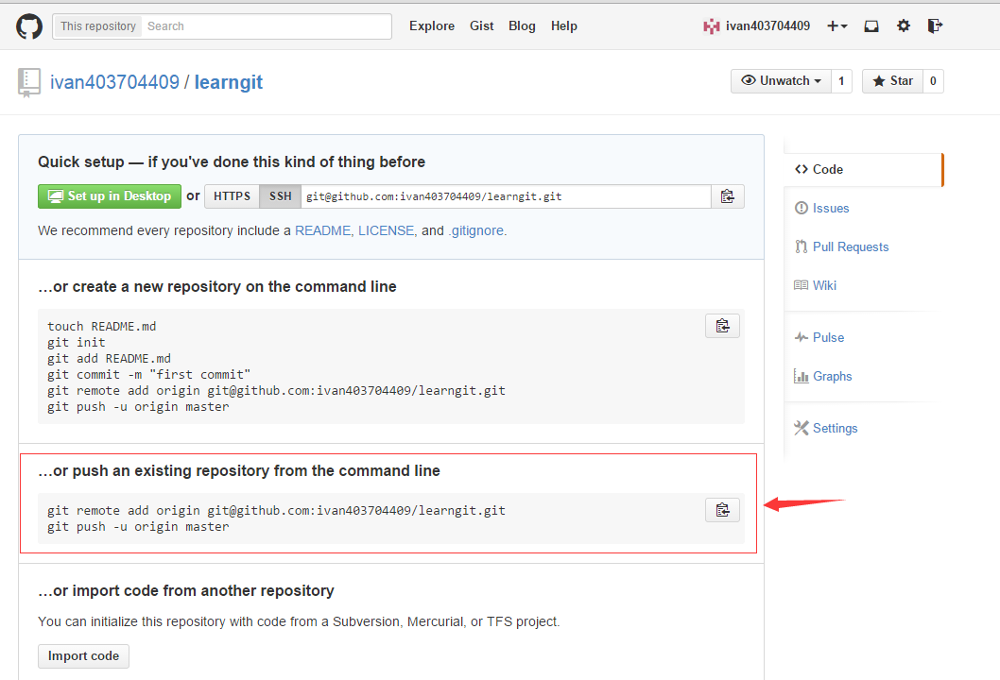 This repository Search Explore Gist Blog Help ivan403704409
ivan403704409 / learngit Unwatch 1 Star 0
Quick setup — if you've done this kind of thing before
Set up in Desktop or HTTPS SSH git@github.com:ivan403704409/learngit.git
We recommend every repository include a README, LICENSE, and .gitignore.
…or create a new repository on the command line
touch README.md
git init
git add README.md
git commit -m "first commit"
git remote add origin git@github.com:ivan403704409/learngit.git
git push -u origin master
…or push an existing repository from the command line
git remote add origin git@github.com:ivan403704409/learngit.git
git push -u origin master
…or import code from another repository
You can initialize this repository with code from a Subversion, Mercurial, or TFS project.
Import code
Code
Issues
Pull Requests
Wiki
Pulse
Graphs
Settings